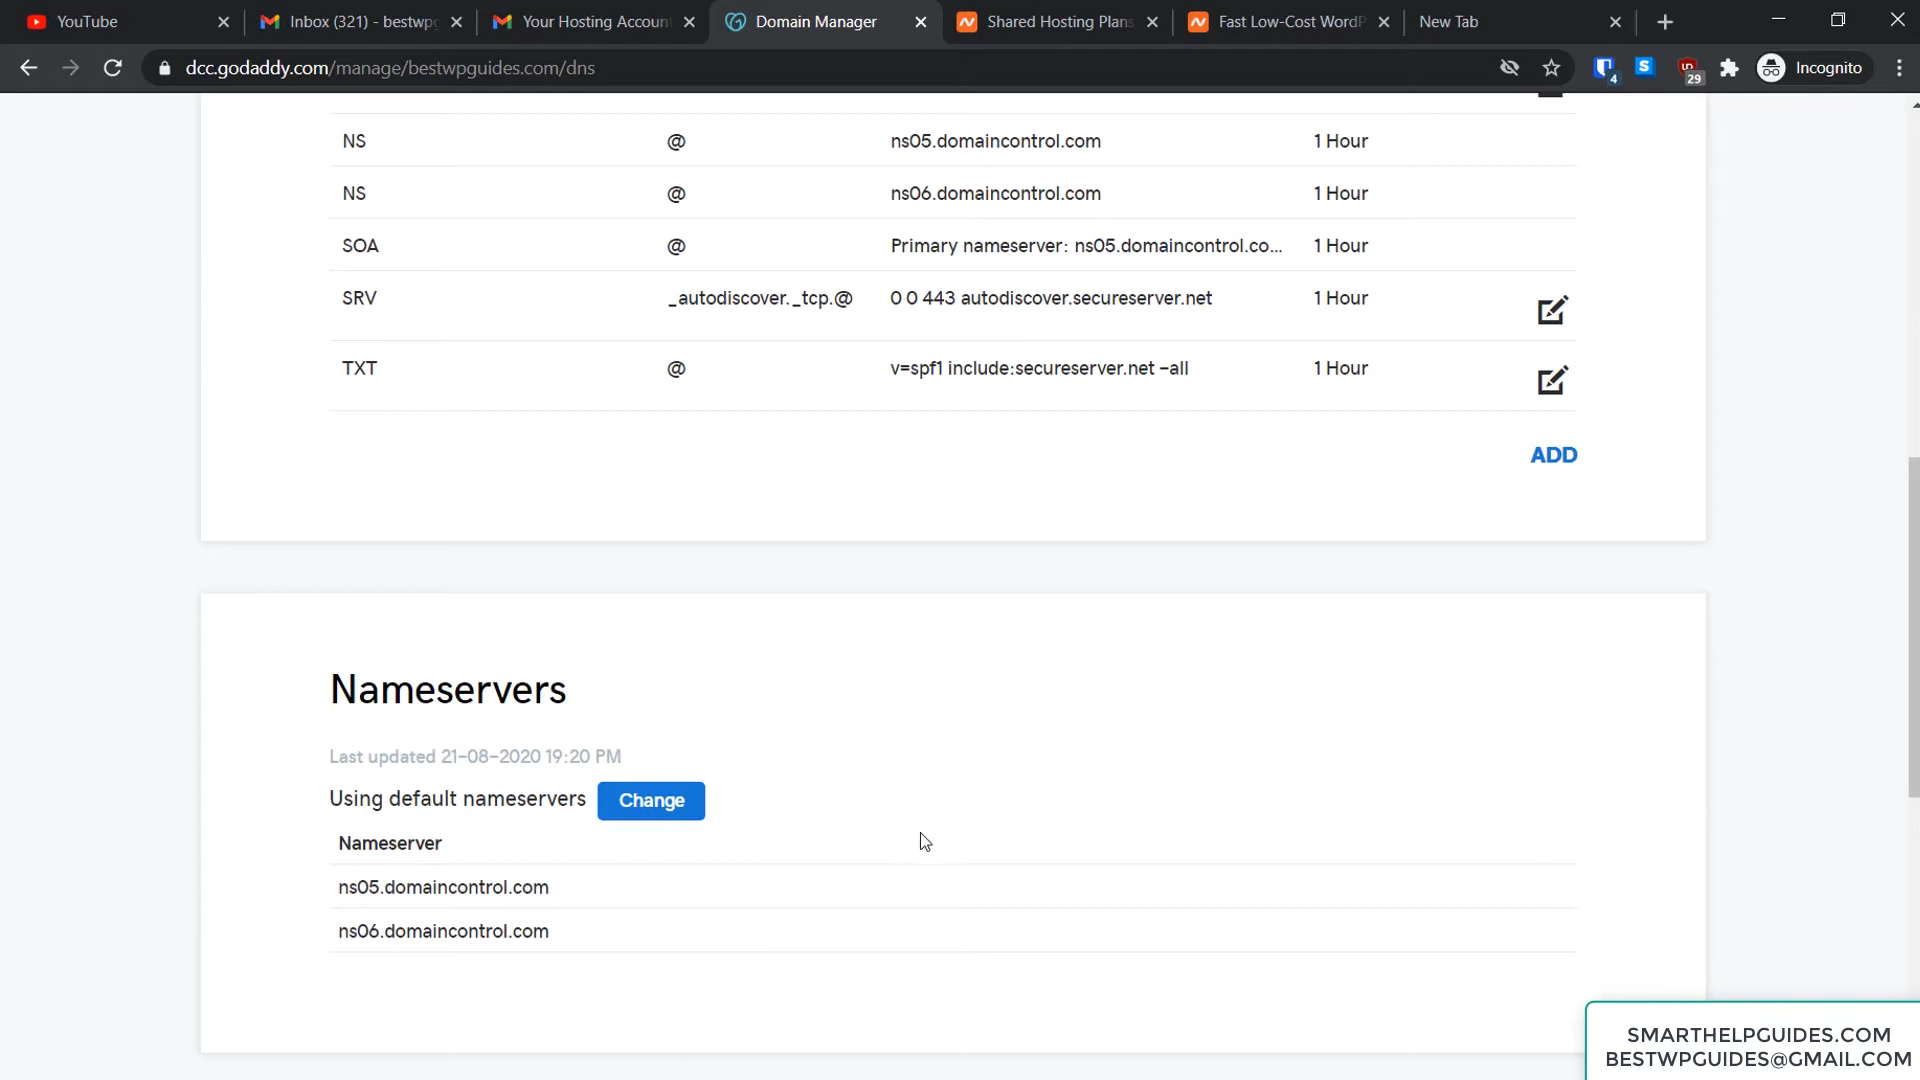 YouTube
Inbox (321) - bestwpg
Your Hosting Accoun
Domain Manager
Shared Hosting Plans
Fast Low-Cost WordP
New Tab
dcc.godaddy.com/manage/bestwpguides.com/dns
4
S
29
Incognito
NS @ ns05.domaincontrol.com 1 Hour
NS @ ns06.domaincontrol.com 1 Hour
SOA @ Primary nameserver: ns05.domaincontrol.co... 1 Hour
SRV _autodiscover._tcp.@ 0 0 443 autodiscover.secureserver.net 1 Hour
TXT @ v=spf1 include:secureserver.net -all 1 Hour
ADD
Nameservers
Last updated 21-08-2020 19:20 PM
Using default nameservers Change
Nameserver
ns05.domaincontrol.com
ns06.domaincontrol.com
SMARTHELPGUIDES.COM
BESTWPGUIDES@GMAIL.COM